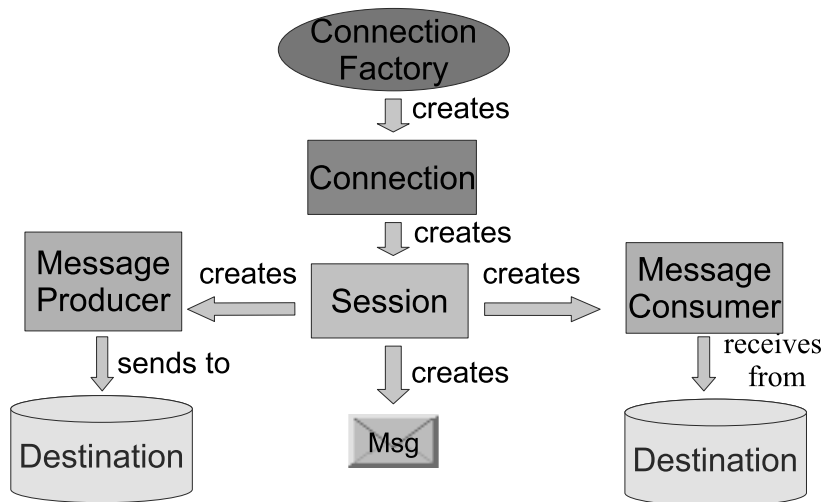 Connection
Factory
creates
Connection
creates
Message
Producer
creates
Session
creates
Message
Consumer
sends to
creates
receives
from
Destination
Msg
Destination